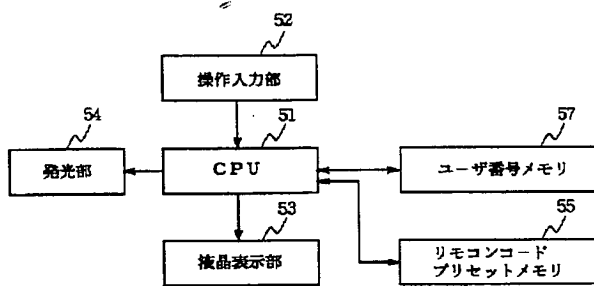 52
操作入力部
54
51
57
発光部
CPU
ユーザ番号メモリ
53
55
液晶表示部
リモコンコード
プリセットメモリ